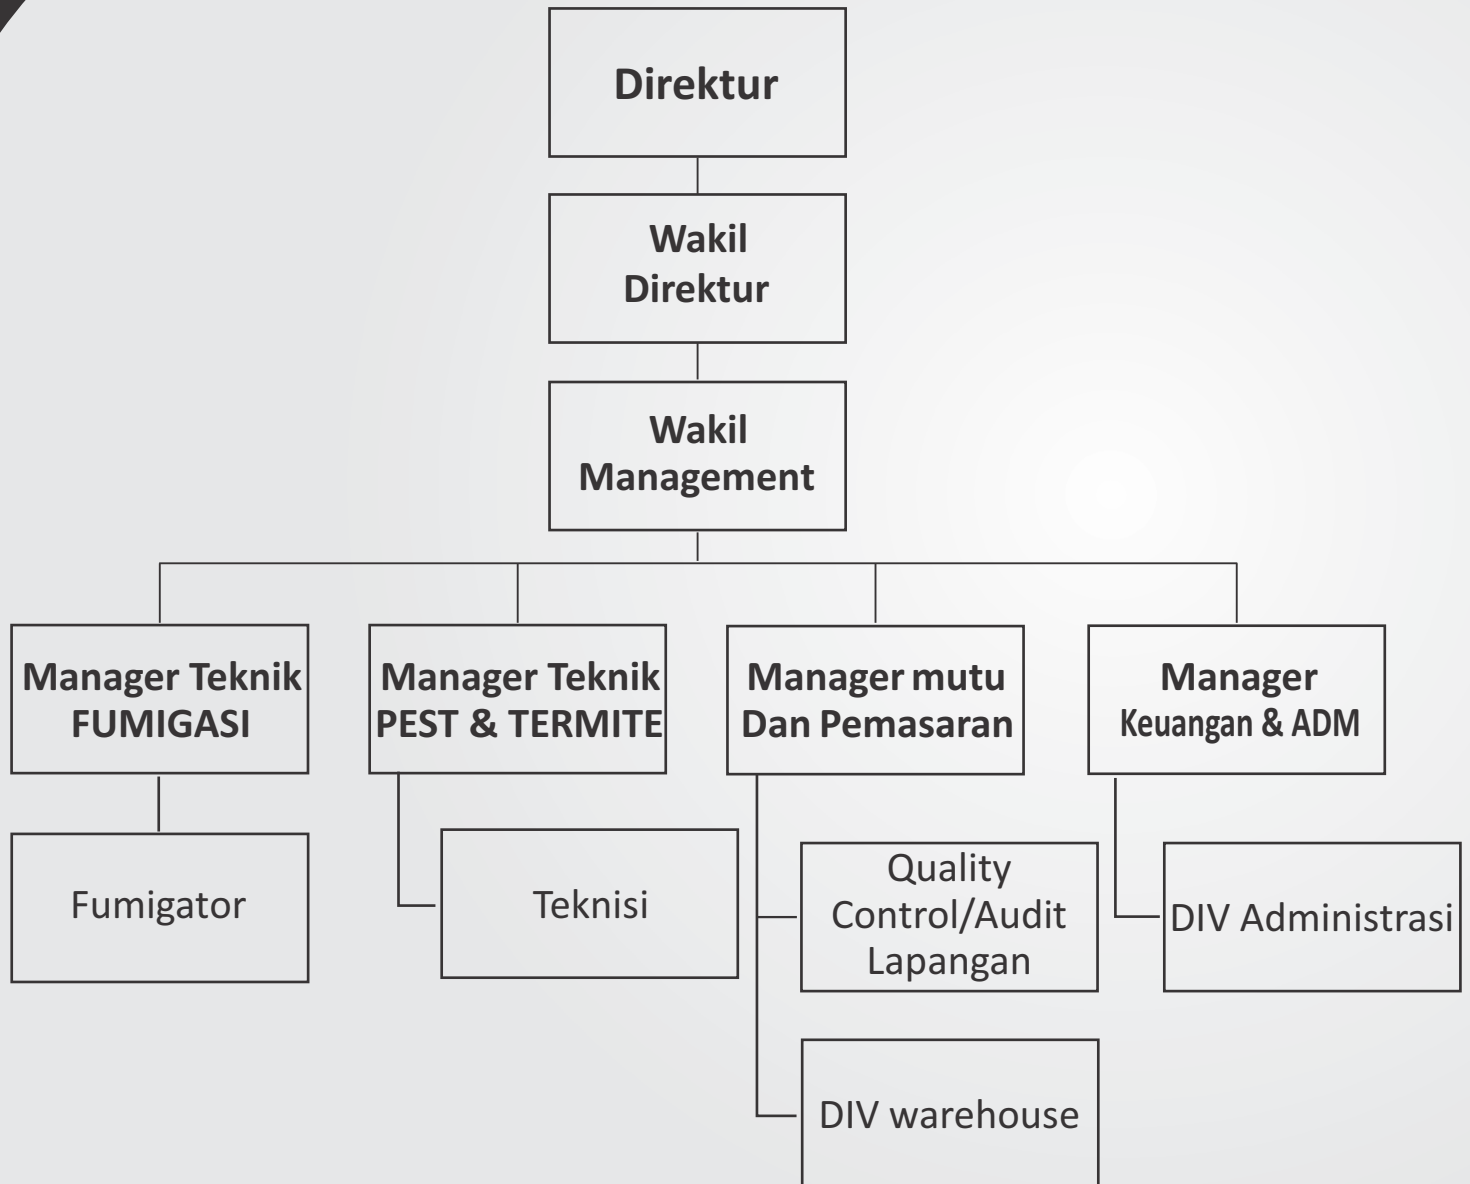 Direktur
Wakil
Direktur
Wakil
Management
Manager Teknik
FUMIGASI
Manager Teknik
PEST & TERMITE
Manager mutu
Dan Pemasaran
Manager
Keuangan & ADM
Fumigator
Teknisi
Quality
Control/Audit
Lapangan
DIV Administrasi
DIV warehouse